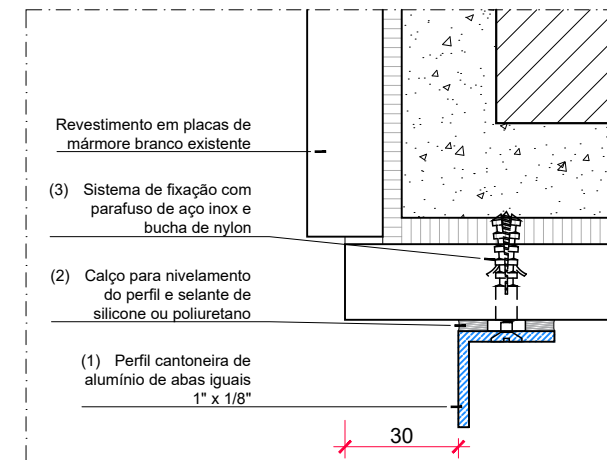 Revestimento em placas de
mármore branco existente
(3) Sistema de fixação com
parafuso de aço inox e
bucha de nylon
(2) Calço para nivelamento
do perfil e selante de
silicone ou poliuretano
(1) Perfil cantoneira de
alumínio de abas iguais
1" x 1/8"
30